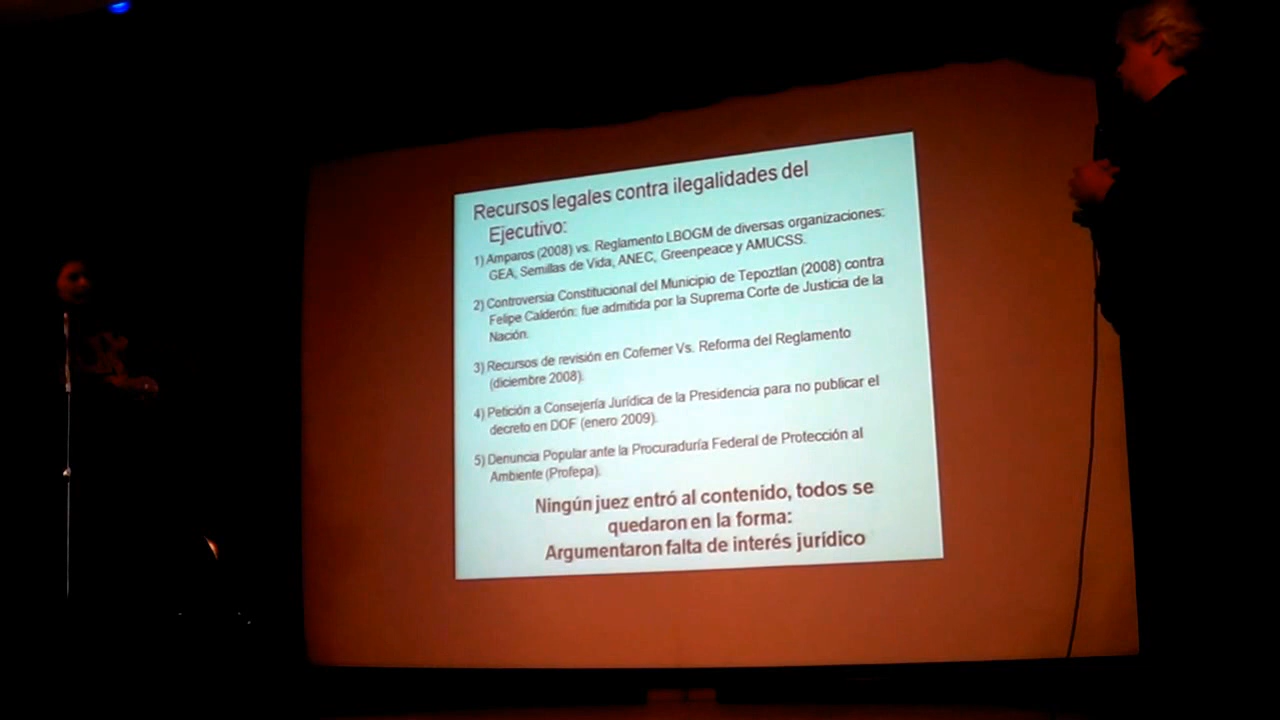 Recursos legales contra ilegalidades del
Ejecutivo:
1) Amparos (2008) vs. Reglamento LBOGM de diversas organizaciones:
GEA, Semillas de Vida, ANEC, Greenpeace y AMUCSS.
2) Controversia Constitucional del Municipio de Tepoztlan (2008) contra
Felipe Calderón: fue admitida por la Suprema Corte de Justicia de la
Nación.
3) Recursos de revisión en Cofemer Vs. Reforma del Reglamento
(diciembre 2008).
4) Petición a Consejería Jurídica de la Presidencia para no publicar el
decreto en DOF (enero 2009).
5) Denuncia Popular ante la Procuraduría Federal de Protección al
Ambiente (Profepa).
Ningún juez entró al contenido, todos se
quedaron en la forma:
Argumentaron falta de interés jurídico